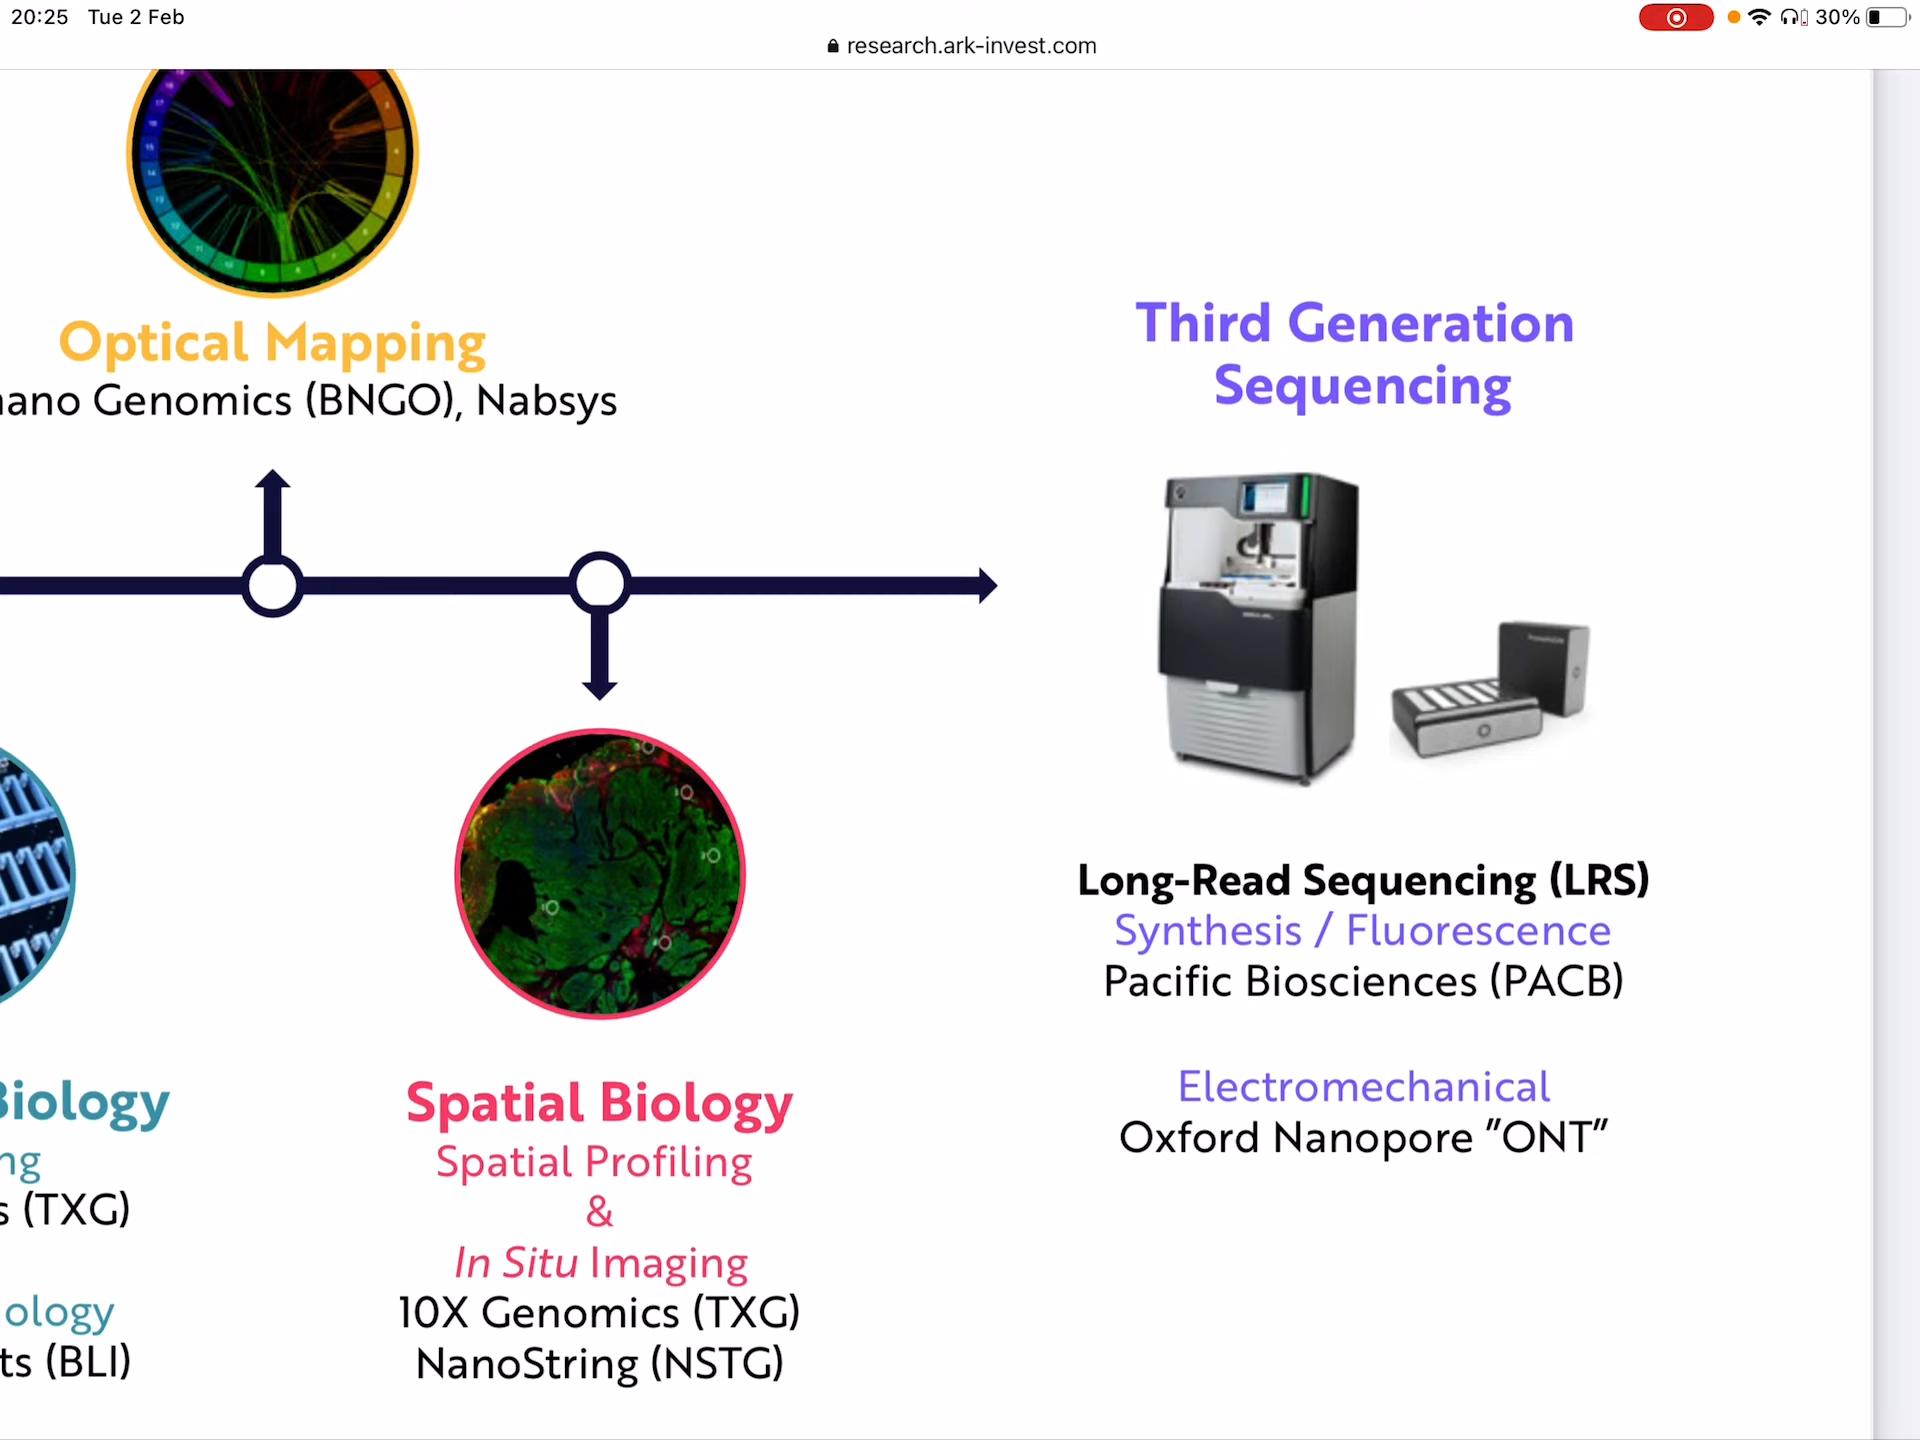 20:25 Tue 2 Feb
30%
research.ark-invest.com
Optical Mapping
nano Genomics (BNGO), Nabsys
Third Generation
Sequencing
Long-Read Sequencing (LRS)
Synthesis / Fluorescence
Pacific Biosciences (PACB)
Electromechanical
Oxford Nanopore ”ONT”
Biology
ng
s (TXG)
ology
ts (BLI)
Spatial Biology
Spatial Profiling
&
In Situ Imaging
10X Genomics (TXG)
NanoString (NSTG)